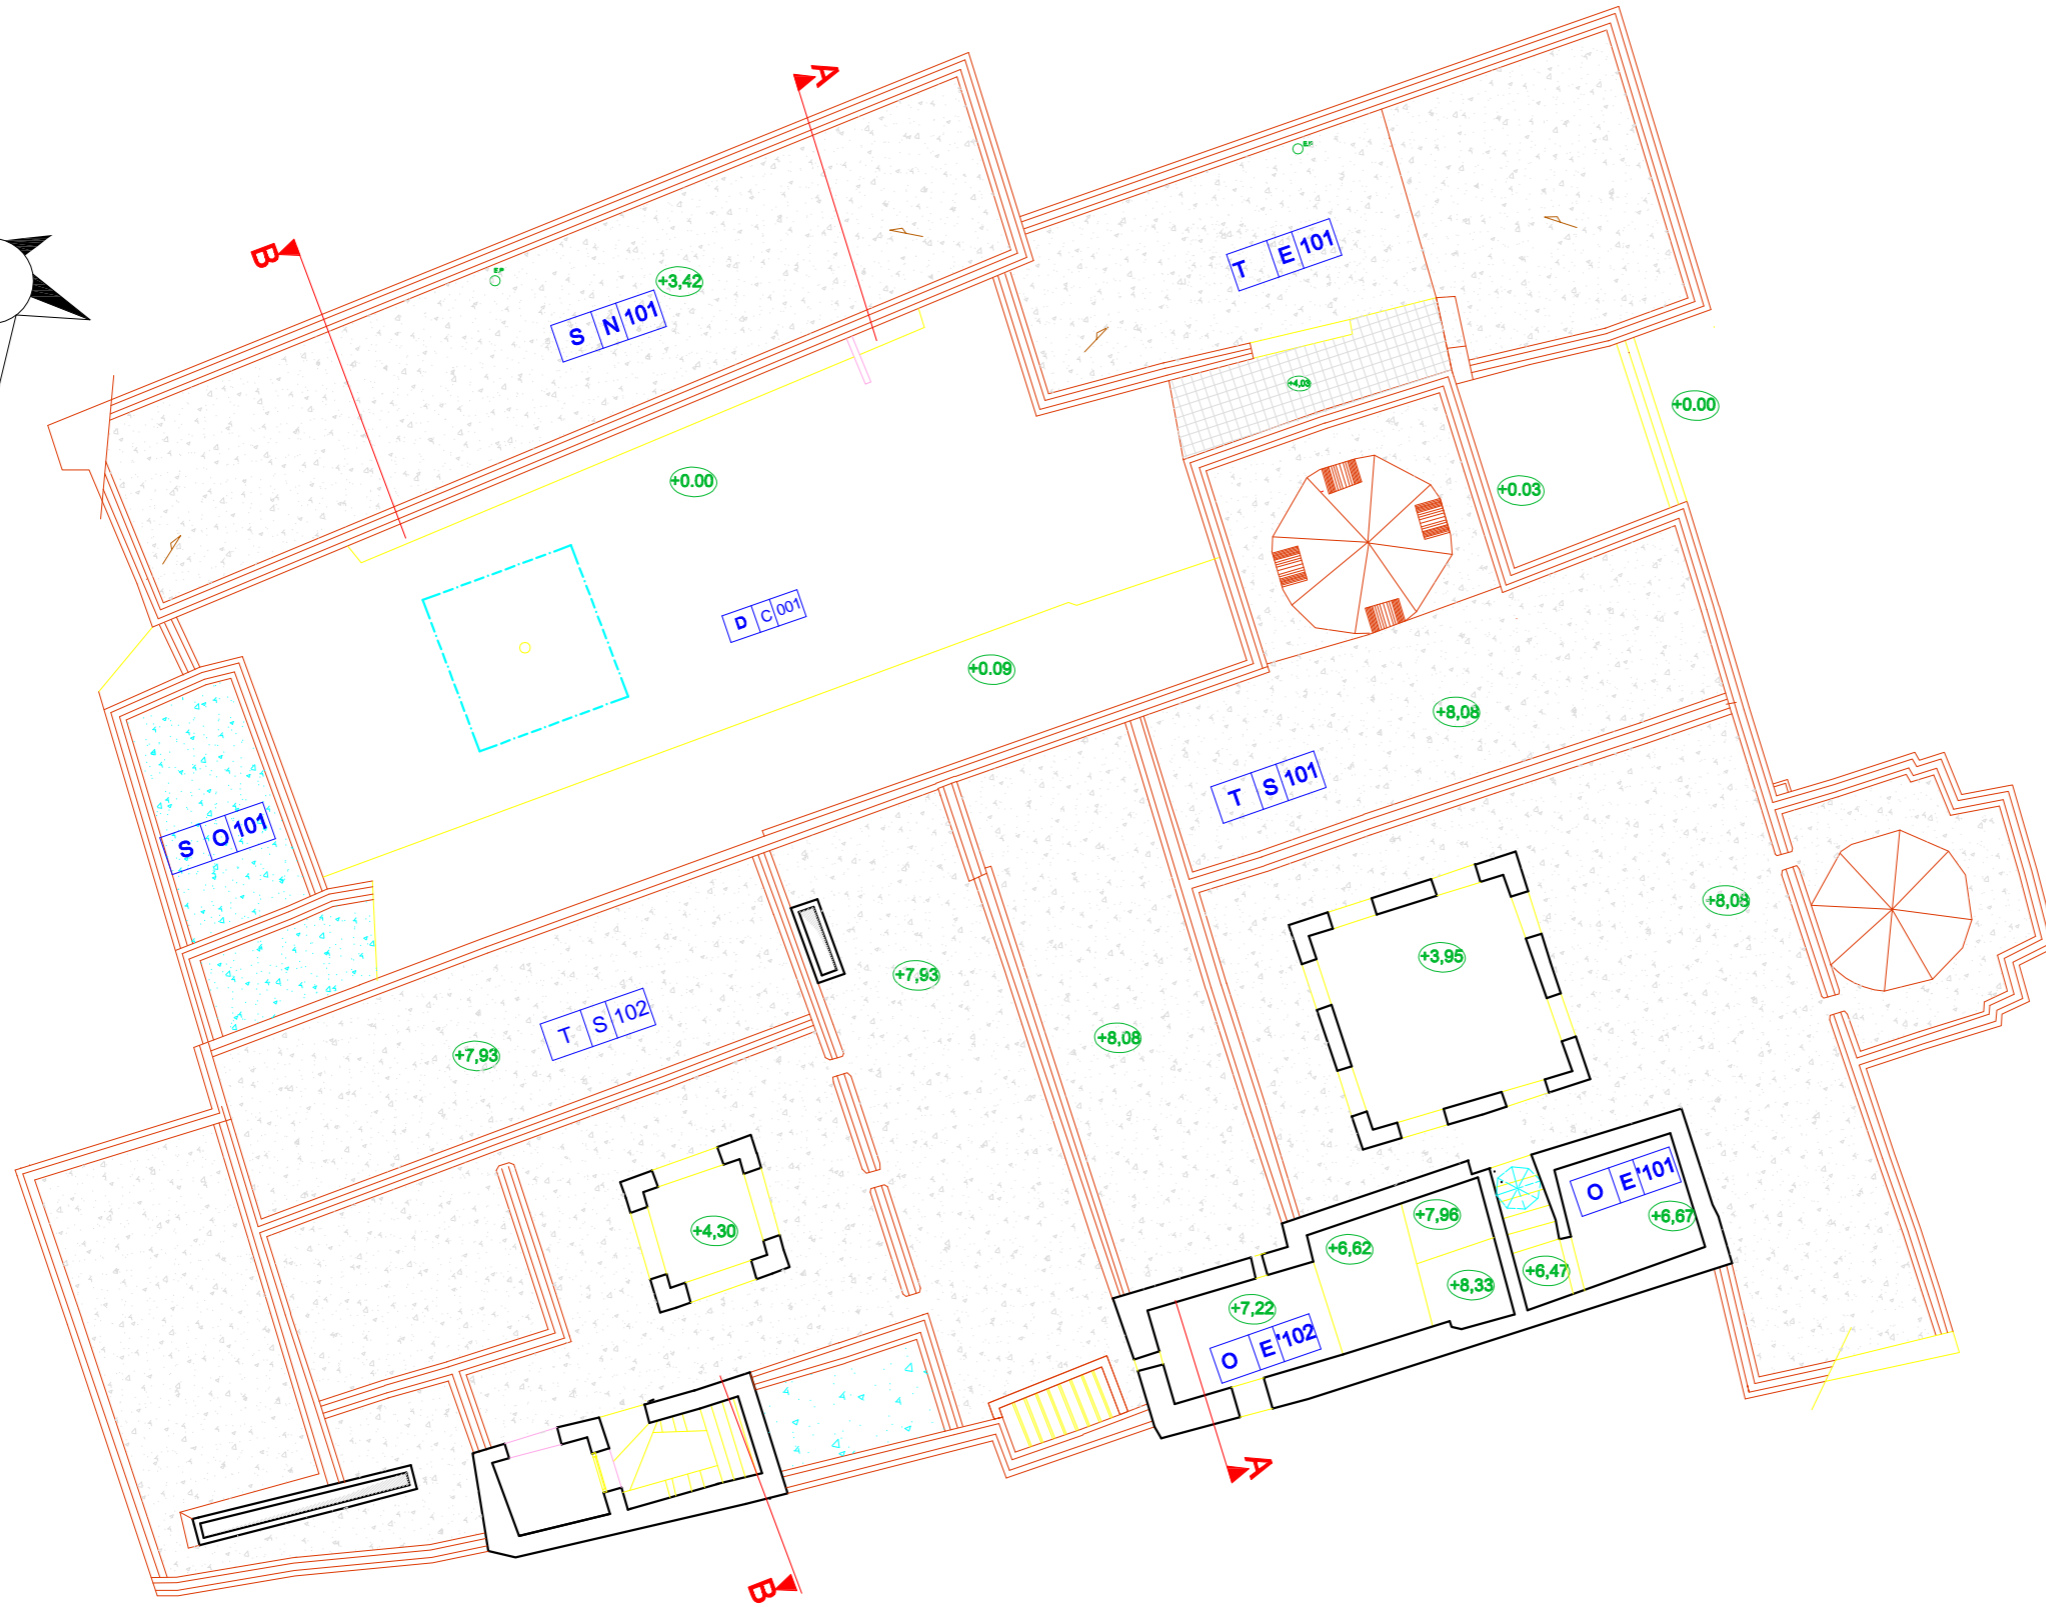 A
B
E.P.
+3,42
S N 101
E.P.
T E 101
+4,03
+0.00
+0.00
+0.03
D C 001
+0.09
+8,08
T S 101
S O 101
+8,08
+3,95
+7,93
T S 102
+8,08
+7,93
O E'101
+7,96
+6,67
+4,30
+6,62
+6,47
+8,33
+7,22
O E'102
A
B